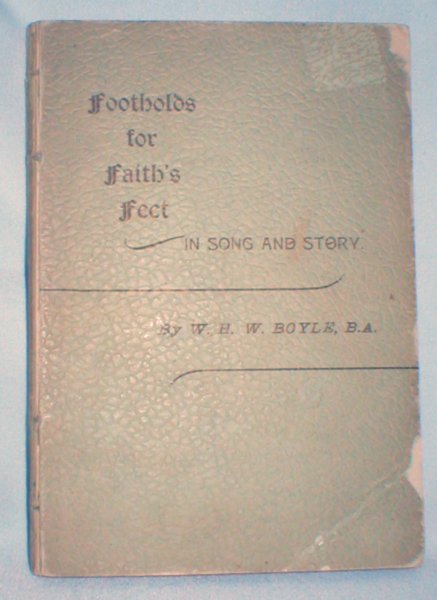 Footholds
for
Faith's
Feet
IN SONG AND STORY.
By W. H. W. BOYLE, B.A.